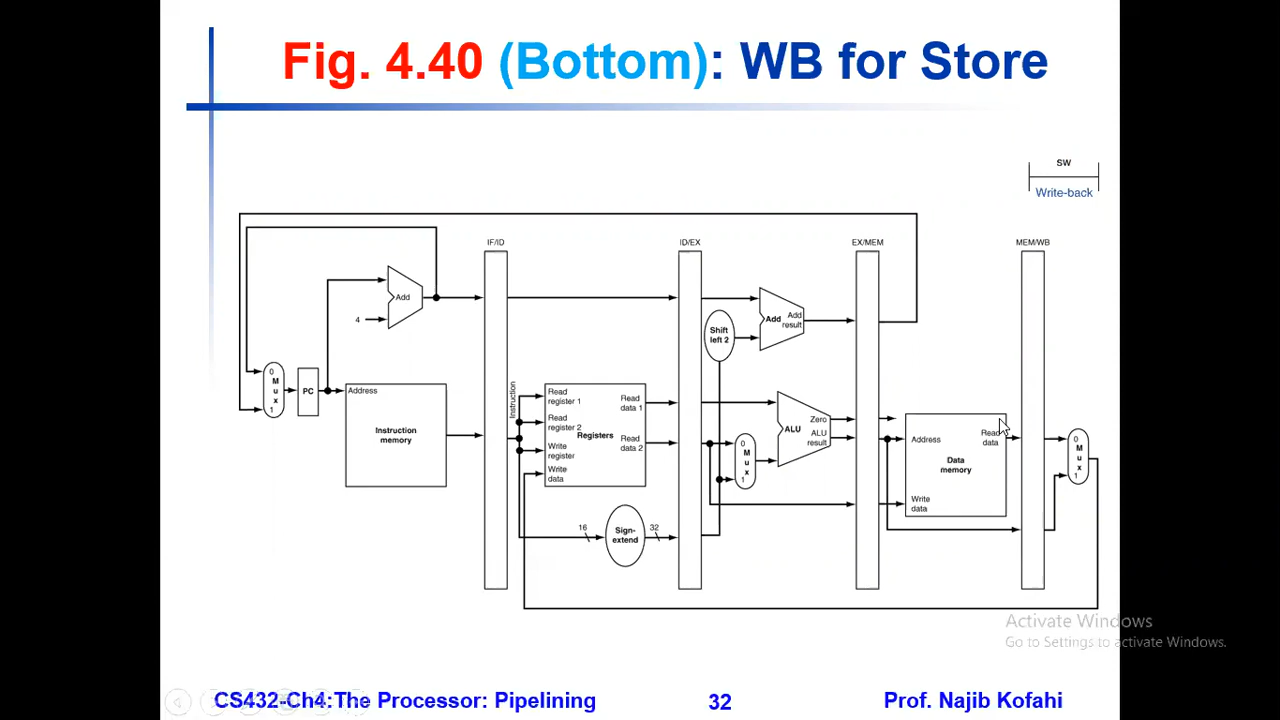 Fig. 4.40 (Bottom): WB for Store
SW
Write-back
IF/ID
ID/EX
EX/MEM
MEM/WB
Add
4
Shift
left 2
Add
Add
result
0
M
u
x
1
PC
Address
Instruction
memory
Instruction
Read
register 1
Read
register 2
Write
register
Write
data
Registers
Read
data 1
Read
data 2
16
Sign-
extend
32
0
M
u
x
1
ALU
Zero
ALU
result
Address
Read
data
Data
memory
Write
data
0
M
u
x
1
Activate Windows
Go to Settings to activate Windows.
CS432-Ch4:The Processor: Pipelining
32
Prof. Najib Kofahi